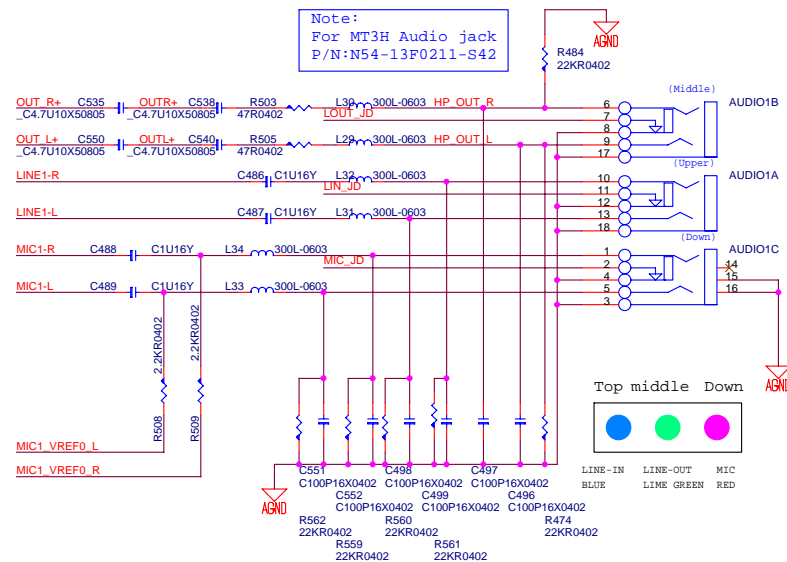 Note:
For MT3H Audio jack
P/N:N54-13F0211-S42
AGND
R484
22KR0402
(Middle)
AUDIO1B
OUT_R+ C535 OUTR+ C538 R503 L30 300L-0603 HP_OUT_R 6
_C4.7U10X50805 _C4.7U10X50805 47R0402 LOUT_JD 7
8
OUT_L+ C550 OUTL+ C540 R505 L29 300L-0603 HP_OUT_L 9
_C4.7U10X50805 _C4.7U10X50805 47R0402 17
(Upper)
AUDIO1A
LINE1-R C486 C1U16Y L32 300L-0603 10
LIN_JD 11
12
LINE1-L C487 C1U16Y L31 300L-0603 13
18
(Down)
AUDIO1C
MIC1-R C488 C1U16Y L34 300L-0603 1
MIC_JD 2 14
4 15
MIC1-L C489 C1U16Y L33 300L-0603 5 16
3
2.2KR0402
2.2KR0402
R508
R509
AGND
Top middle Down
MIC1_VREF0_L
MIC1_VREF0_R
LINE-IN LINE-OUT MIC
BLUE LIME GREEN RED
AGND
C551 C498 C497
C100P16X0402 C100P16X0402 C100P16X0402
C552 C499 C496
C100P16X0402 C100P16X0402 C100P16X0402
R562 R560 R474
22KR0402 22KR0402 22KR0402
R559 R561
22KR0402 22KR0402